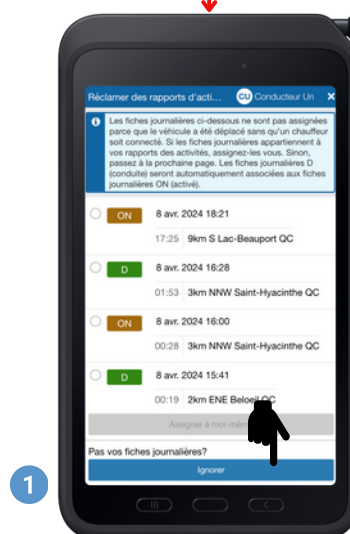 Réclamer des rapports d'acti... CU Conducteur Un ×
Les fiches journalières ci-dessous ne sont pas assignées
parce que le véhicule a été déplacé sans qu'un chauffeur
soit connecté. Si les fiches journalières appartiennent à
vos rapports des activités, assignez-les vous. Sinon,
passez à la prochaine page. Les fiches journalières D
(conduite) seront automatiquement associées aux fiches
journalières ON (activé).
ON 8 avr. 2024 18:21
17:25 9km S Lac-Beauport QC
D 8 avr. 2024 16:28
01:53 3km NNW Saint-Hyacinthe QC
ON 8 avr. 2024 16:00
00:28 3km NNW Saint-Hyacinthe QC
D 8 avr. 2024 15:41
00:19 2km ENE Beloeil QC
Assigner à moi-même
Pas vos fiches journalières?
Ignorer
1